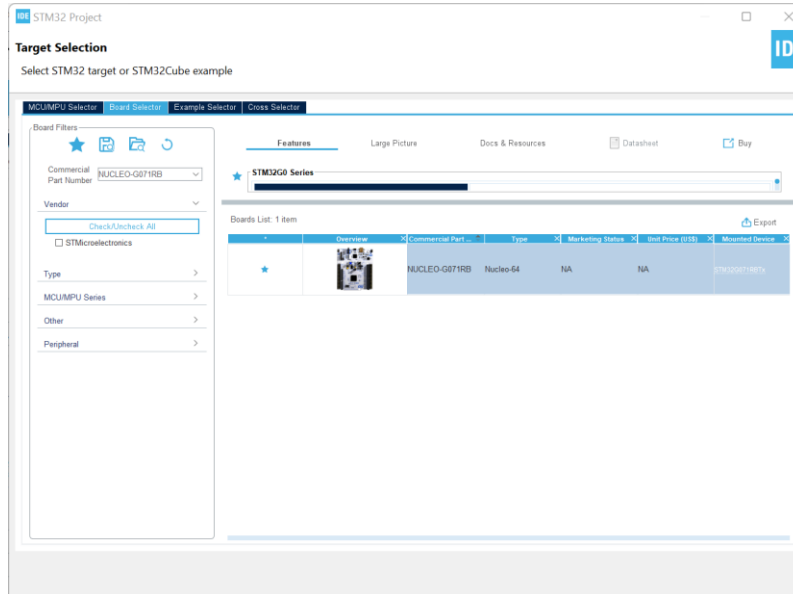 IDE STM32 Project
Target Selection
ID
Select STM32 target or STM32Cube example
MCU/MPU Selector Board Selector Example Selector Cross Selector
Board Filters
Features Large Picture Docs & Resources Datasheet Buy
Commercial
Part Number NUCLEO-G071RB
STM32G0 Series
Vendor
Check/Uncheck All
STMicroelectronics
Type
MCU/MPU Series
Other
Peripheral
Boards List: 1 item
Export
* Overview Commercial Part ... Type Marketing Status Unit Price (US$) Mounted Device
NUCLEO-G071RB Nucleo-64 NA NA STM32G071RBTx